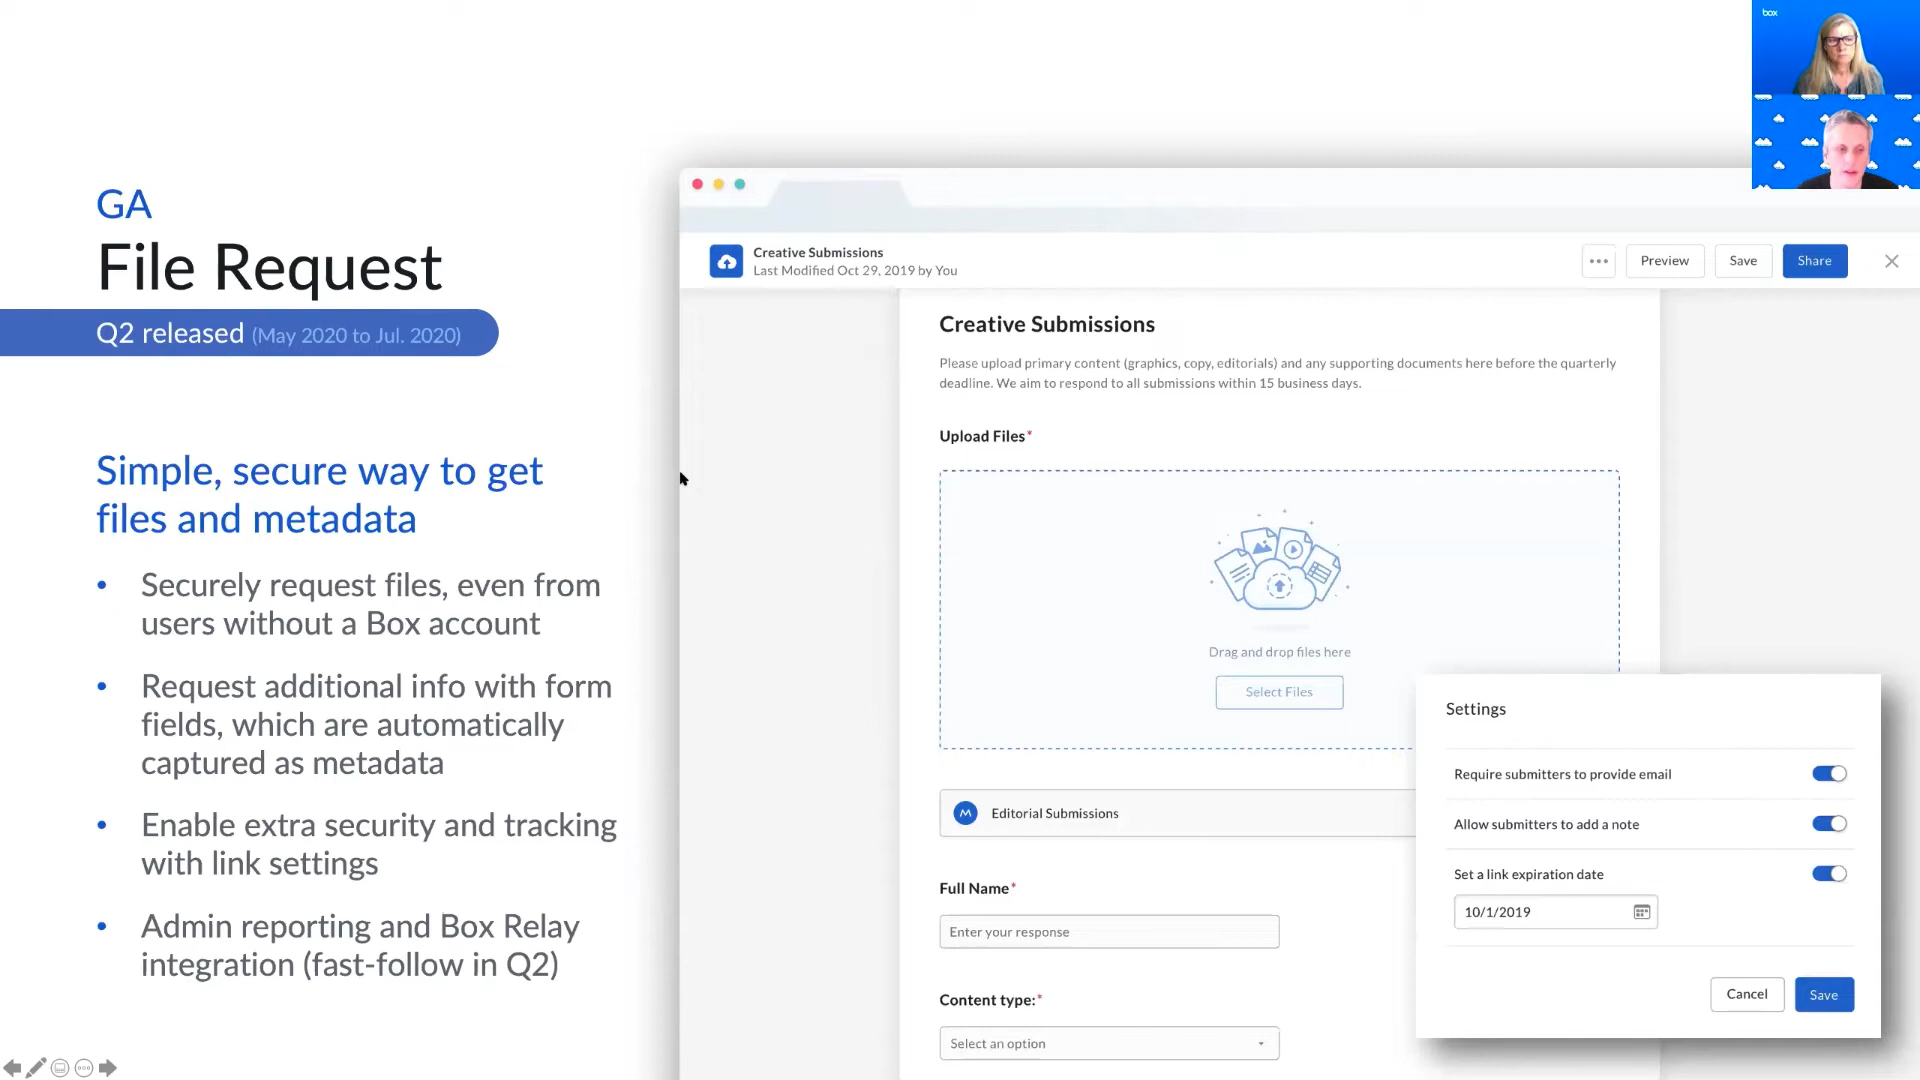 box
GA
File Request
Q2 released (May 2020 to Jul. 2020)
Simple, secure way to get
files and metadata
• Securely request files, even from
users without a Box account
• Request additional info with form
fields, which are automatically
captured as metadata
• Enable extra security and tracking
with link settings
• Admin reporting and Box Relay
integration (fast-follow in Q2)
Creative Submissions
Last Modified Oct 29, 2019 by You
Preview
Save
Share
Creative Submissions
Please upload primary content (graphics, copy, editorials) and any supporting documents here before the quarterly
deadline. We aim to respond to all submissions within 15 business days.
Upload Files*
Drag and drop files here
Select Files
Editorial Submissions
Full Name*
Enter your response
Content type:*
Select an option
Settings
Require submitters to provide email
Allow submitters to add a note
Set a link expiration date
10/1/2019
Cancel
Save